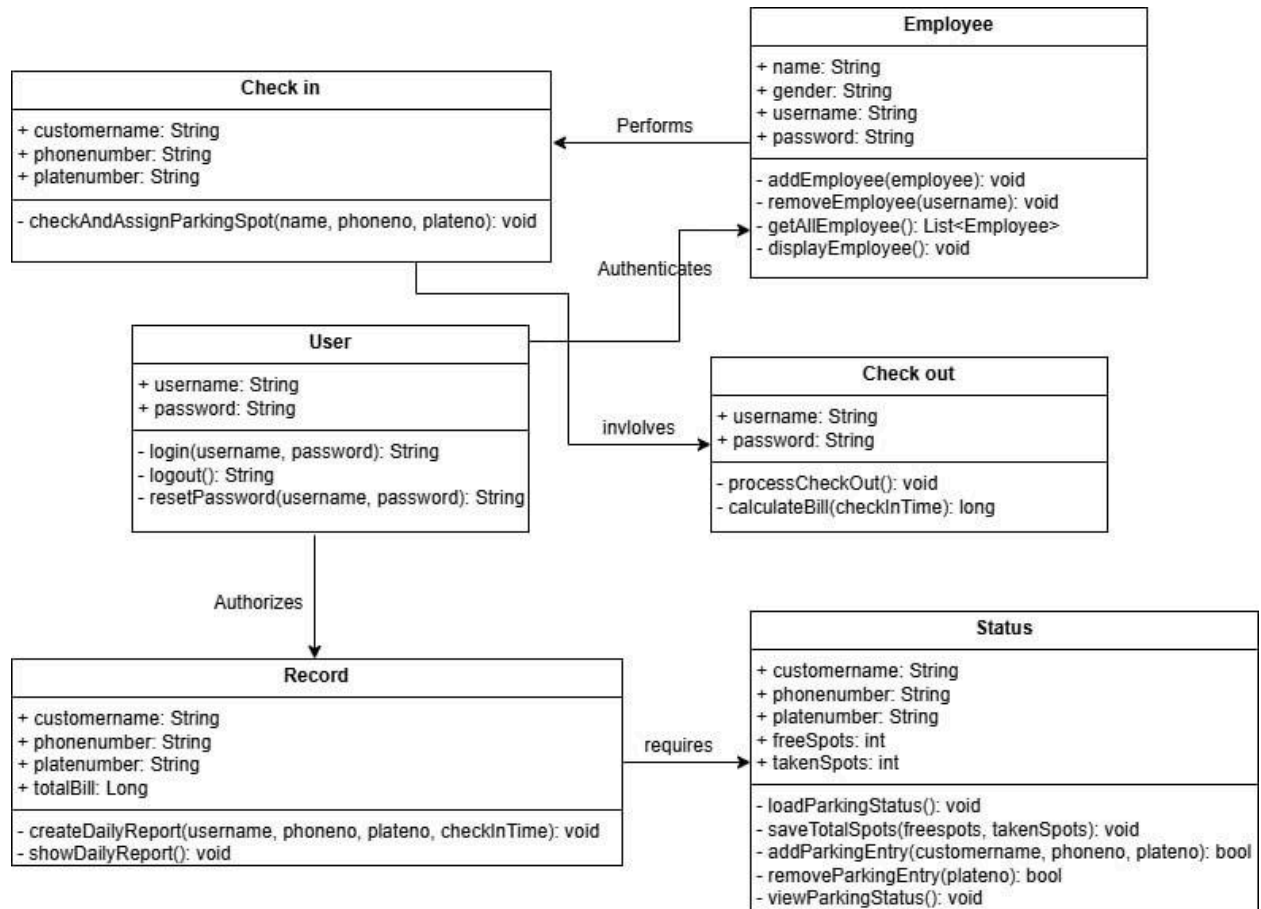 Employee
+ name: String
+ gender: String
+ username: String
+ password: String
- addEmployee(employee): void
- removeEmployee(username): void
- getAllEmployee(): List<Employee>
- displayEmployee(): void
Check in
+ customername: String
+ phonenumber: String
+ platenumber: String
- checkAndAssignParkingSpot(name, phoneno, plateno): void
Performs
Authenticates
User
+ username: String
+ password: String
- login(username, password): String
- logout(): String
- resetPassword(username, password): String
invlolves
Check out
+ username: String
+ password: String
- processCheckOut(): void
- calculateBill(checkInTime): long
Authorizes
Record
+ customername: String
+ phonenumber: String
+ platenumber: String
+ totalBill: Long
- createDailyReport(username, phoneno, plateno, checkInTime): void
- showDailyReport(): void
requires
Status
+ customername: String
+ phonenumber: String
+ platenumber: String
+ freeSpots: int
+ takenSpots: int
- loadParkingStatus(): void
- saveTotalSpots(freespots, takenSpots): void
- addParkingEntry(customername, phoneno, plateno): bool
- removeParkingEntry(plateno): bool
- viewParkingStatus(): void